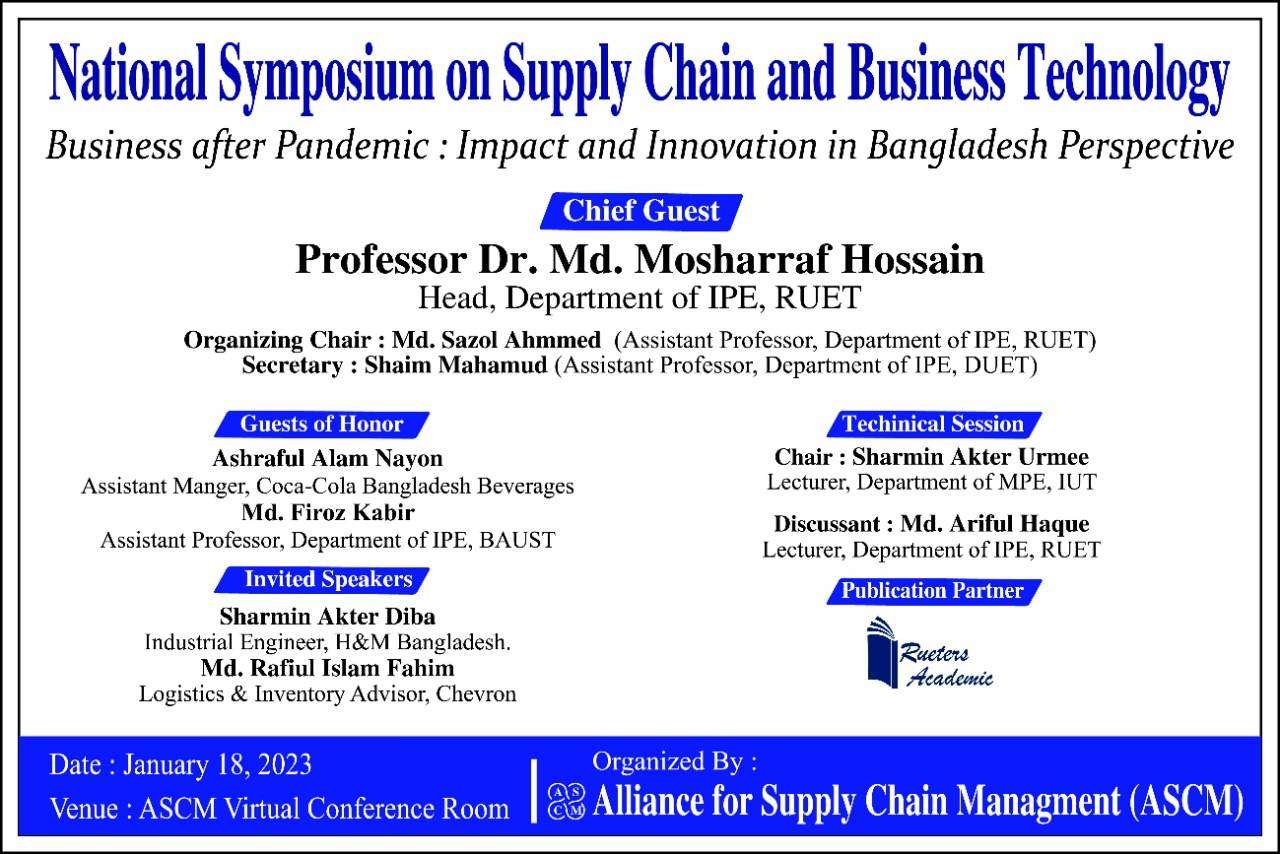 National Symposium on Supply Chain and Business Technology
Business after Pandemic : Impact and Innovation in Bangladesh Perspective
Chief Guest
Professor Dr. Md. Mosharraf Hossain
Head, Department of IPE, RUET
Organizing Chair : Md. Sazol Ahmmed (Assistant Professor, Department of IPE, RUET)
Secretary : Shaim Mahamud (Assistant Professor, Department of IPE, DUET)
Guests of Honor
Ashraful Alam Nayon
Assistant Manger, Coca-Cola Bangladesh Beverages
Md. Firoz Kabir
Assistant Professor, Department of IPE, BAUST
Invited Speakers
Sharmin Akter Diba
Industrial Engineer, H&M Bangladesh.
Md. Rafiul Islam Fahim
Logistics & Inventory Advisor, Chevron
Techinical Session
Chair : Sharmin Akter Urmee
Lecturer, Department of MPE, IUT
Discussant : Md. Ariful Haque
Lecturer, Department of IPE, RUET
Publication Partner
Rueters
Academic
Date : January 18, 2023
Venue : ASCM Virtual Conference Room
Organized By :
A S
C M
Alliance for Supply Chain Managment (ASCM)